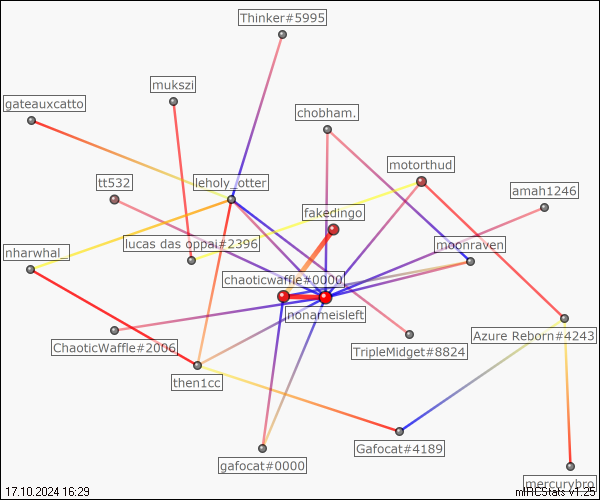 Thinker#5995
mukszi
gateauxcatto
chobham.
motorthud
tt532
leholy_otter
amah1246
fakedingo
lucas das oppai#2396
moonraven
nharwhal_
chaoticwaffle#0000
nonameisleft
Azure Reborn#4243
ChaoticWaffle#2006
TripleMidget#8824
then1cc
Gafocat#4189
gafocat#0000
mercurybro
17.10.2024 16:29
mIRCStats v1.25